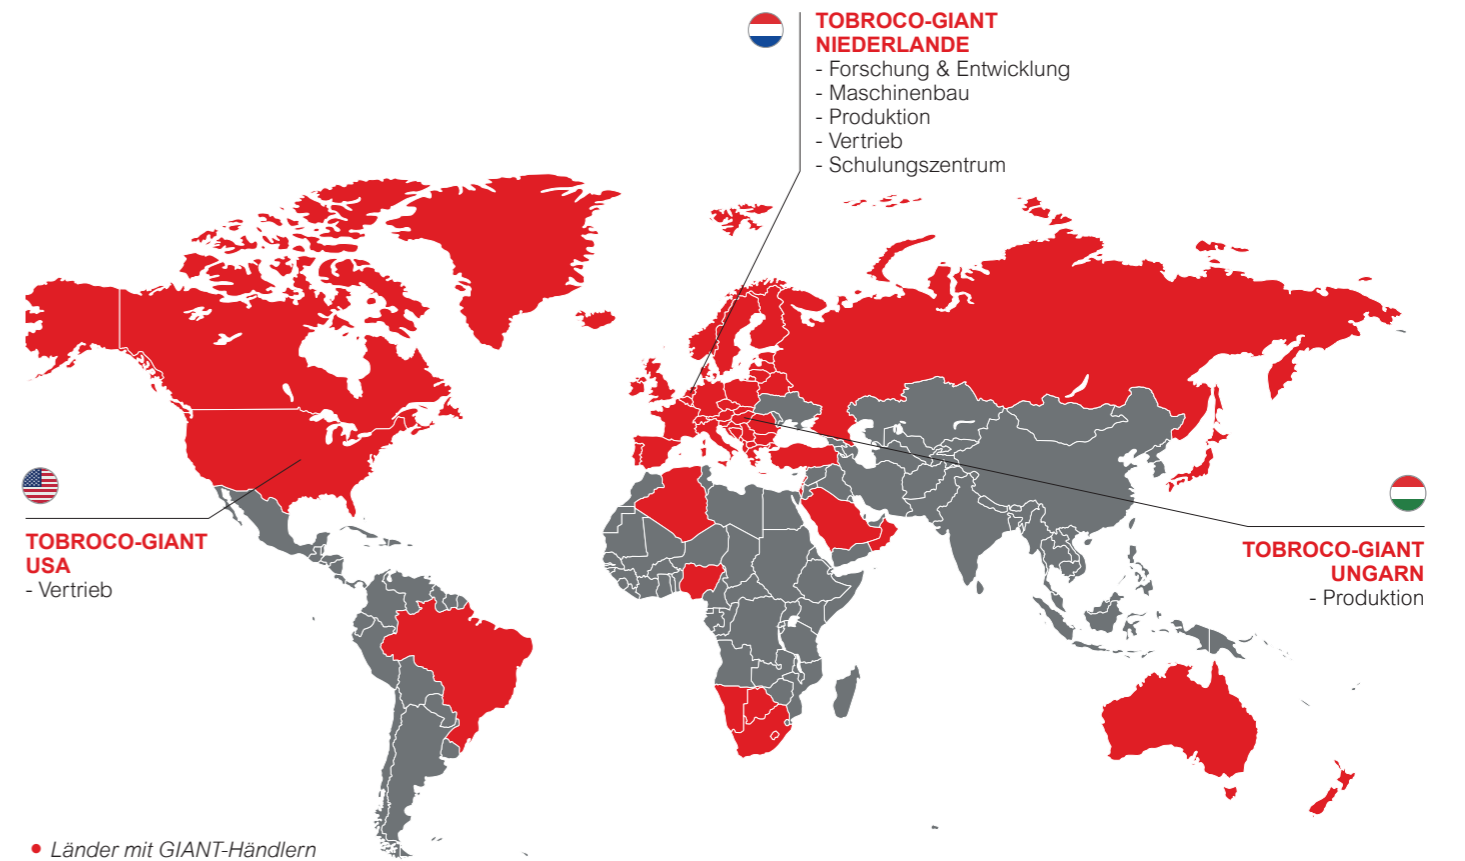 TOBROCO-GIANT
NIEDERLANDE
- Forschung & Entwicklung
- Maschinenbau
- Produktion
- Vertrieb
- Schulungszentrum
TOBROCO-GIANT
USA
- Vertrieb
TOBROCO-GIANT
UNGARN
- Produktion
• Länder mit GIANT-Händlern